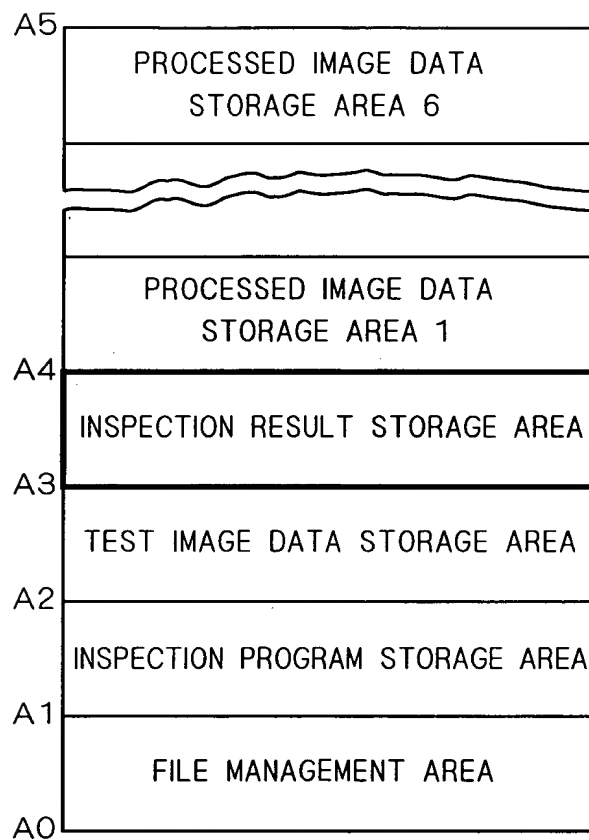 A5
PROCESSED IMAGE DATA
STORAGE AREA 6
PROCESSED IMAGE DATA
STORAGE AREA 1
A4
INSPECTION RESULT STORAGE AREA
A3
TEST IMAGE DATA STORAGE AREA
A2
INSPECTION PROGRAM STORAGE AREA
A1
FILE MANAGEMENT AREA
A0